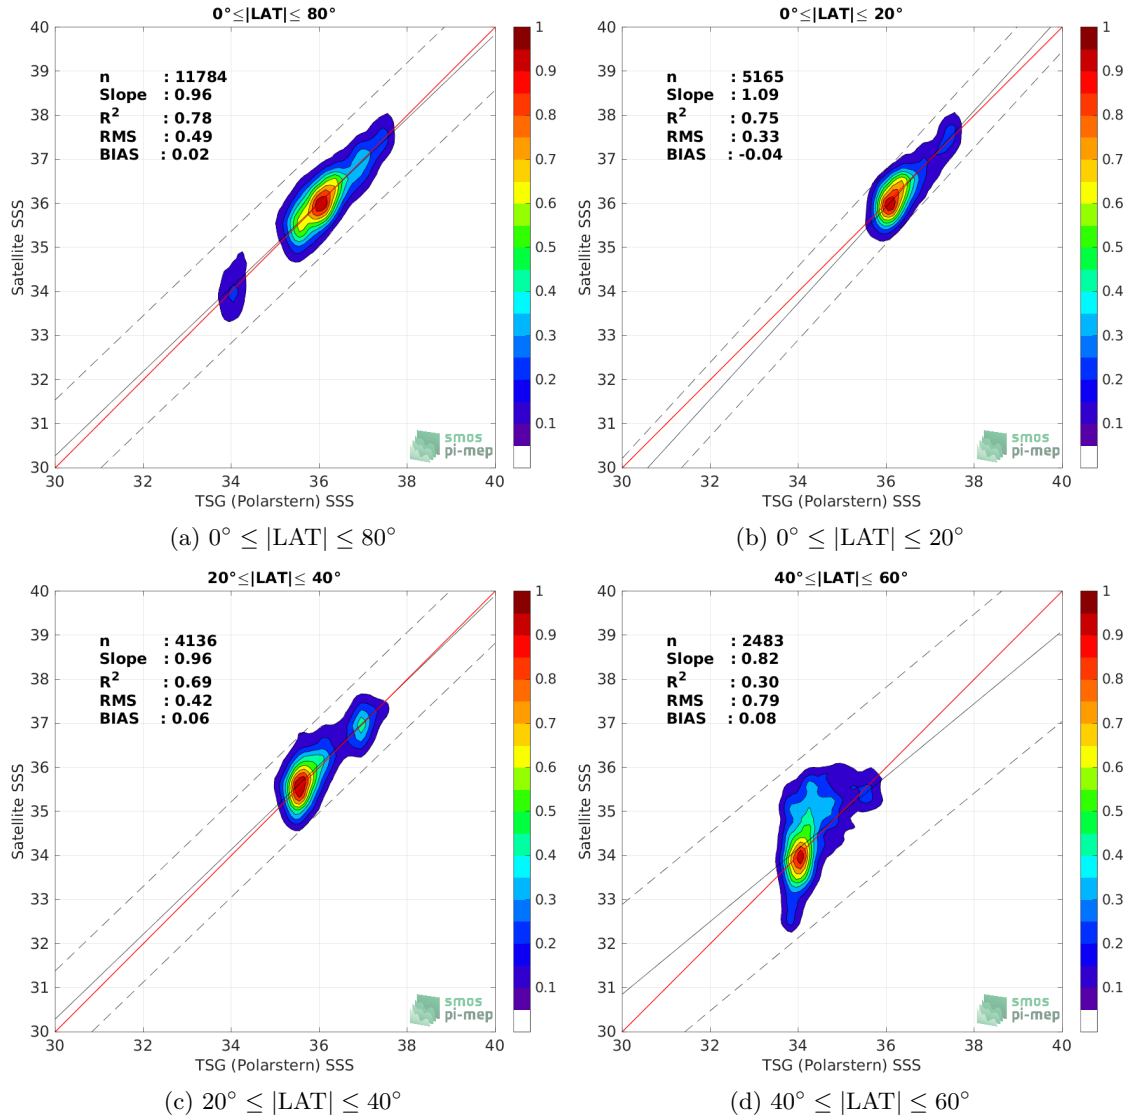 0°≤|LAT|≤ 80°
n : 11784
Slope : 0.96
R² : 0.78
RMS : 0.49
BIAS : 0.02
Satellite SSS
40
39
38
37
36
35
34
33
32
31
30
30 32 34 36 38 40
TSG (Polarstern) SSS
1
0.9
0.8
0.7
0.6
0.5
0.4
0.3
0.2
0.1
smos
pi-mep
(a) 0° ≤ |LAT| ≤ 80°
0°≤|LAT|≤ 20°
n : 5165
Slope : 1.09
R² : 0.75
RMS : 0.33
BIAS : -0.04
Satellite SSS
40
39
38
37
36
35
34
33
32
31
30
30 32 34 36 38 40
TSG (Polarstern) SSS
1
0.9
0.8
0.7
0.6
0.5
0.4
0.3
0.2
0.1
smos
pi-mep
(b) 0° ≤ |LAT| ≤ 20°
20°≤|LAT|≤ 40°
n : 4136
Slope : 0.96
R² : 0.69
RMS : 0.42
BIAS : 0.06
Satellite SSS
40
39
38
37
36
35
34
33
32
31
30
30 32 34 36 38 40
TSG (Polarstern) SSS
1
0.9
0.8
0.7
0.6
0.5
0.4
0.3
0.2
0.1
smos
pi-mep
(c) 20° ≤ |LAT| ≤ 40°
40°≤|LAT|≤ 60°
n : 2483
Slope : 0.82
R² : 0.30
RMS : 0.79
BIAS : 0.08
Satellite SSS
40
39
38
37
36
35
34
33
32
31
30
30 32 34 36 38 40
TSG (Polarstern) SSS
1
0.9
0.8
0.7
0.6
0.5
0.4
0.3
0.2
0.1
smos
pi-mep
(d) 40° ≤ |LAT| ≤ 60°